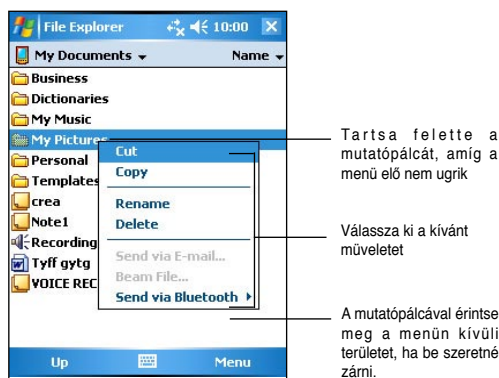 File Explorer 10:00
My Documents Name
Business
Dictionaries
My Music
My Pictures
Personal
Templates
crea
Note1
Recording
Tyff gytg
VOICE REC
Cut
Copy
Rename
Delete
Send via E-mail...
Beam File...
Send via Bluetooth
Up Menu
Tartsa felette a
mutatópálcát, amíg a
menü elő nem ugrik
Válassza ki a kívánt
müveletet
A mutatópálcával érintse
meg a menün kívüli
területet, ha be szeretné
zárni.